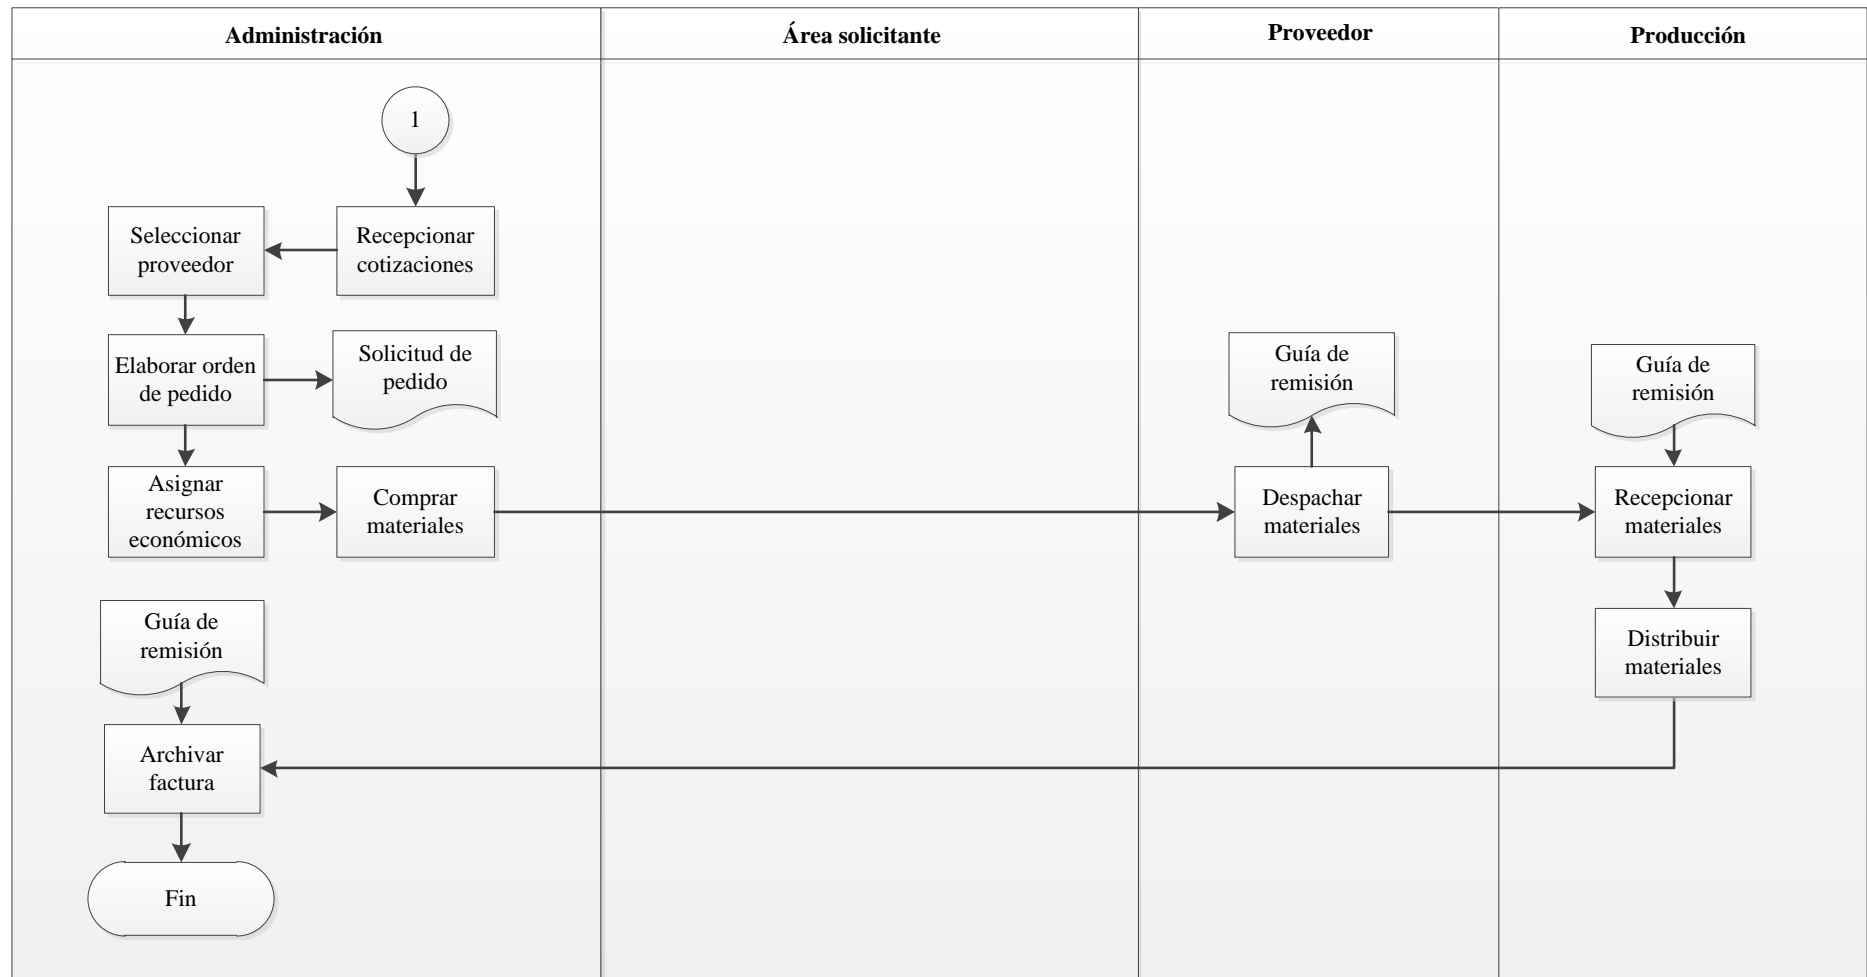 Administración
Área solicitante
Proveedor
Producción
1
Seleccionar
proveedor
Recepcionar
cotizaciones
Elaborar orden
de pedido
Solicitud de
pedido
Guía de
remisión
Guía de
remisión
Asignar
recursos
económicos
Comprar
materiales
Despachar
materiales
Recepcionar
materiales
Guía de
remisión
Distribuir
materiales
Archivar
factura
Fin